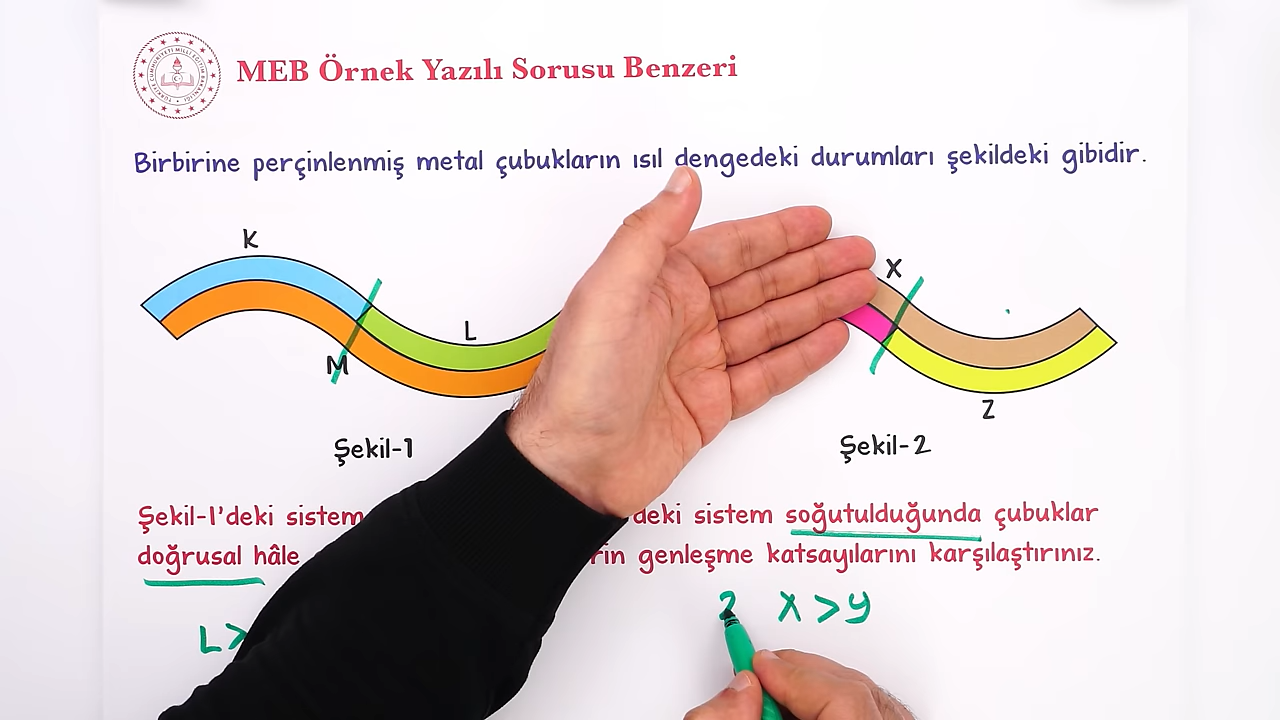 MEB Örnek Yazılı Sorusu Benzeri
Birbirine perçinlenmiş metal çubukların ısıl dengedeki durumları şekildeki gibidir.
K
X
L
M
Z
Şekil-1
Şekil-2
Şekil-1'deki sistem deki sistem soğutulduğunda çubuklar
doğrusal hâle rin genleşme katsayılarını karşılaştırınız.
X > y
L >